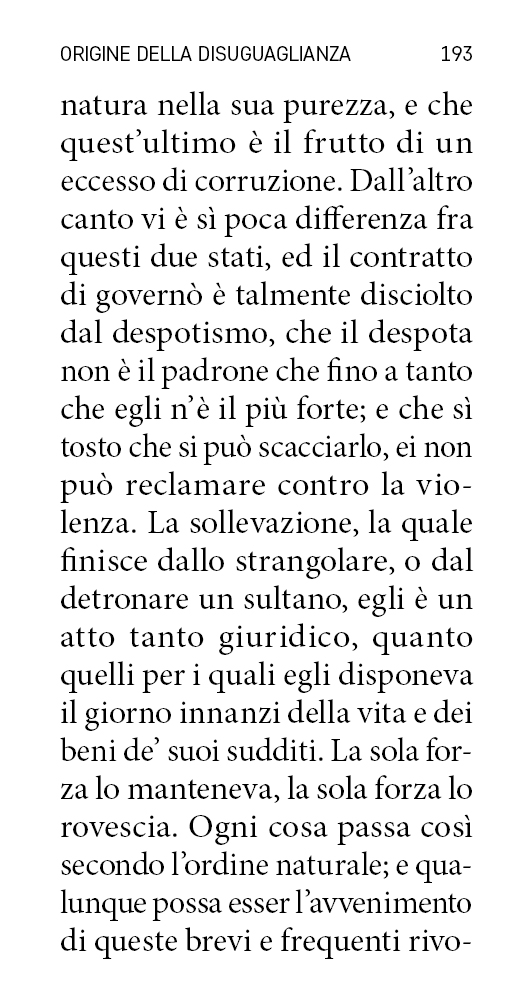 ORIGINE DELLA DISUGUAGLIANZA 193
natura nella sua purezza, e che
quest’ultimo è il frutto di un
eccesso di corruzione. Dall’altro
canto vi è sì poca differenza fra
questi due stati, ed il contratto
di governò è talmente disciolto
dal despotismo, che il despota
non è il padrone che fino a tanto
che egli n’è il più forte; e che sì
tosto che si può scacciarlo, ei non
può reclamare contro la vio-
lenza. La sollevazione, la quale
finisce dallo strangolare, o dal
detronare un sultano, egli è un
atto tanto giuridico, quanto
quelli per i quali egli disponeva
il giorno innanzi della vita e dei
beni de’ suoi sudditi. La sola for-
za lo manteneva, la sola forza lo
rovescia. Ogni cosa passa così
secondo l’ordine naturale; e qua-
lunque possa esser l’avvenimento
di queste brevi e frequenti rivo-